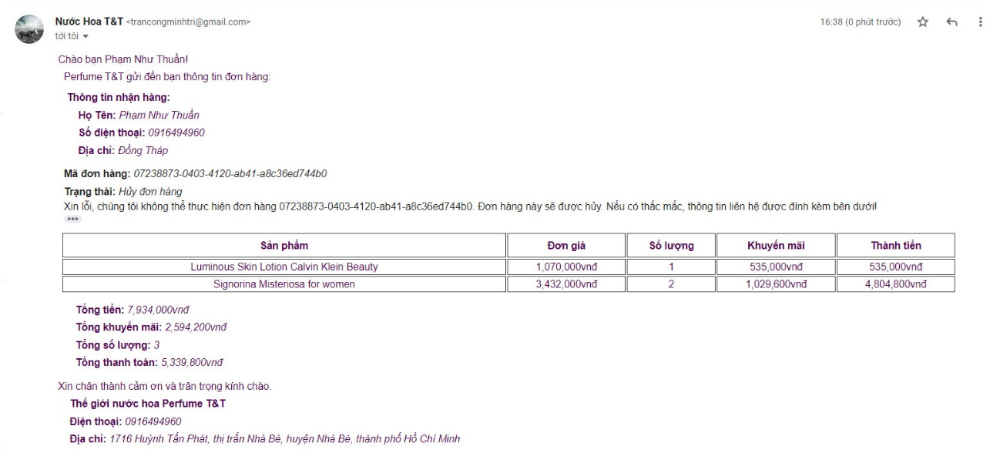 Nước Hoa T&T <trancongminhtri@gmail.com> 16:38 (0 phút trước)
tới tôi
Chào bạn Phạm Như Thuần!
Perfume T&T gửi đến bạn thông tin đơn hàng:
Thông tin nhận hàng:
Họ Tên: Phạm Như Thuần
Số điện thoại: 0916494960
Địa chỉ: Đồng Tháp
Mã đơn hàng: 07238873-0403-4120-ab41-a8c36ed744b0
Trạng thái: Hủy đơn hàng
Xin lỗi, chúng tôi không thể thực hiện đơn hàng 07238873-0403-4120-ab41-a8c36ed744b0. Đơn hàng này sẽ được hủy. Nếu có thắc mắc, thông tin liên hệ được đính kèm bên dưới!
Sản phẩm Đơn giá Số lượng Khuyến mãi Thành tiền
Luminous Skin Lotion Calvin Klein Beauty 1,070,000vnđ 1 535,000vnđ 535,000vnđ
Signorina Misteriosa for women 3,432,000vnđ 2 1,029,600vnđ 4,804,800vnđ
Tổng tiền: 7,934,000vnđ
Tổng khuyến mãi: 2,594,200vnđ
Tổng số lượng: 3
Tổng thanh toán: 5,339,800vnđ
Xin chân thành cảm ơn và trân trọng kính chào.
Thế giới nước hoa Perfume T&T
Điện thoại: 0916494960
Địa chỉ: 1716 Huỳnh Tấn Phát, thị trấn Nhà Bè, huyện Nhà Bè, thành phố Hồ Chí Minh